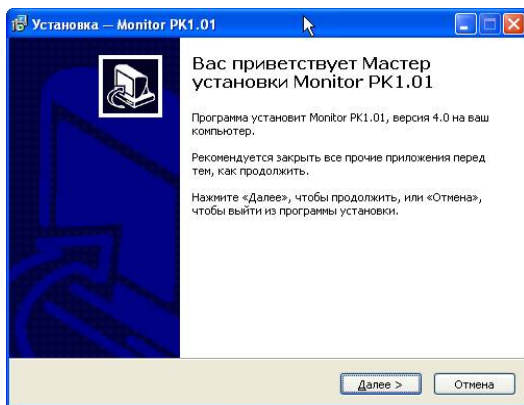 Установка — Monitor PK1.01
Вас приветствует Мастер
установки Monitor PK1.01
Программа установит Monitor PK1.01, версия 4.0 на ваш
компьютер.
Рекомендуется закрыть все прочие приложения перед
тем, как продолжить.
Нажмите «Далее», чтобы продолжить, или «Отмена»,
чтобы выйти из программы установки.
Далее >
Отмена